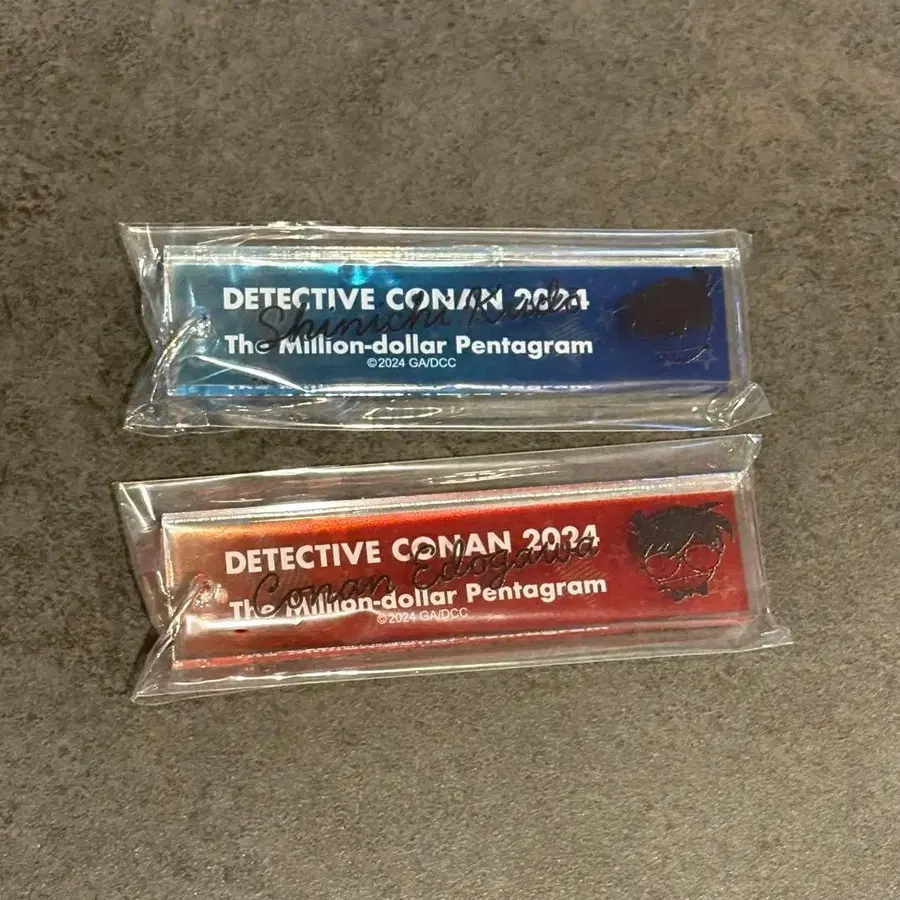 DETECTIVE CONAN 2024
Shinichi Kudo
The Million-dollar Pentagram
©2024 GA/DCC
DETECTIVE CONAN 2024
Conan Edogawa
The Million-dollar Pentagram
©2024 GA/DCC